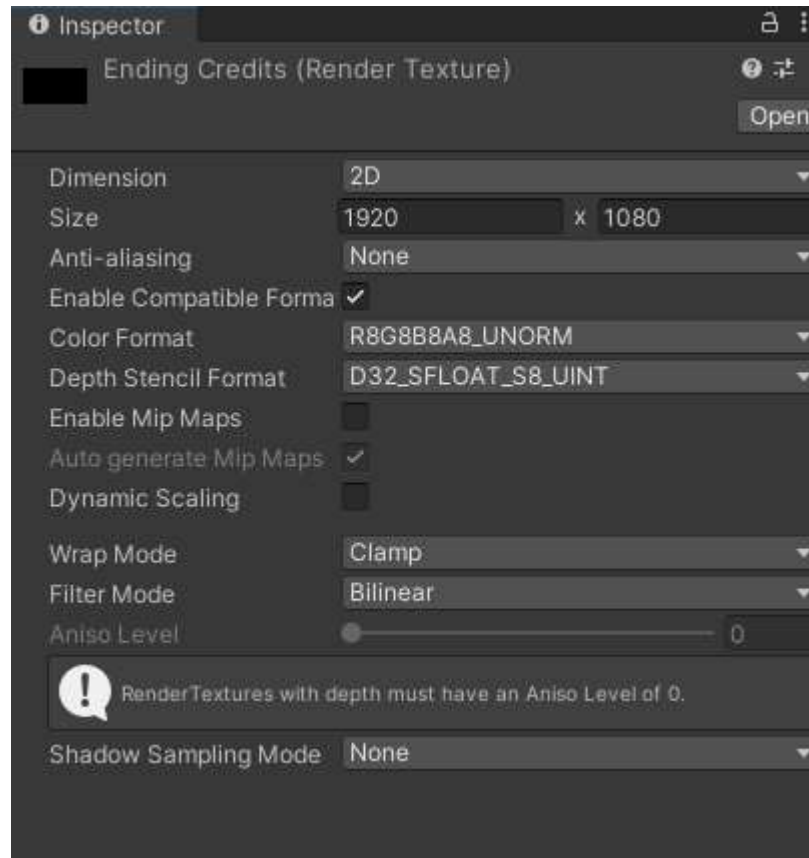 Inspector
Ending Credits (Render Texture)
Open
Dimension 2D
Size 1920 x 1080
Anti-aliasing None
Enable Compatible Forma
Color Format R8G8B8A8_UNORM
Depth Stencil Format D32_SFLOAT_S8_UINT
Enable Mip Maps
Auto generate Mip Maps
Dynamic Scaling
Wrap Mode Clamp
Filter Mode Bilinear
Aniso Level 0
RenderTextures with depth must have an Aniso Level of 0.
Shadow Sampling Mode None